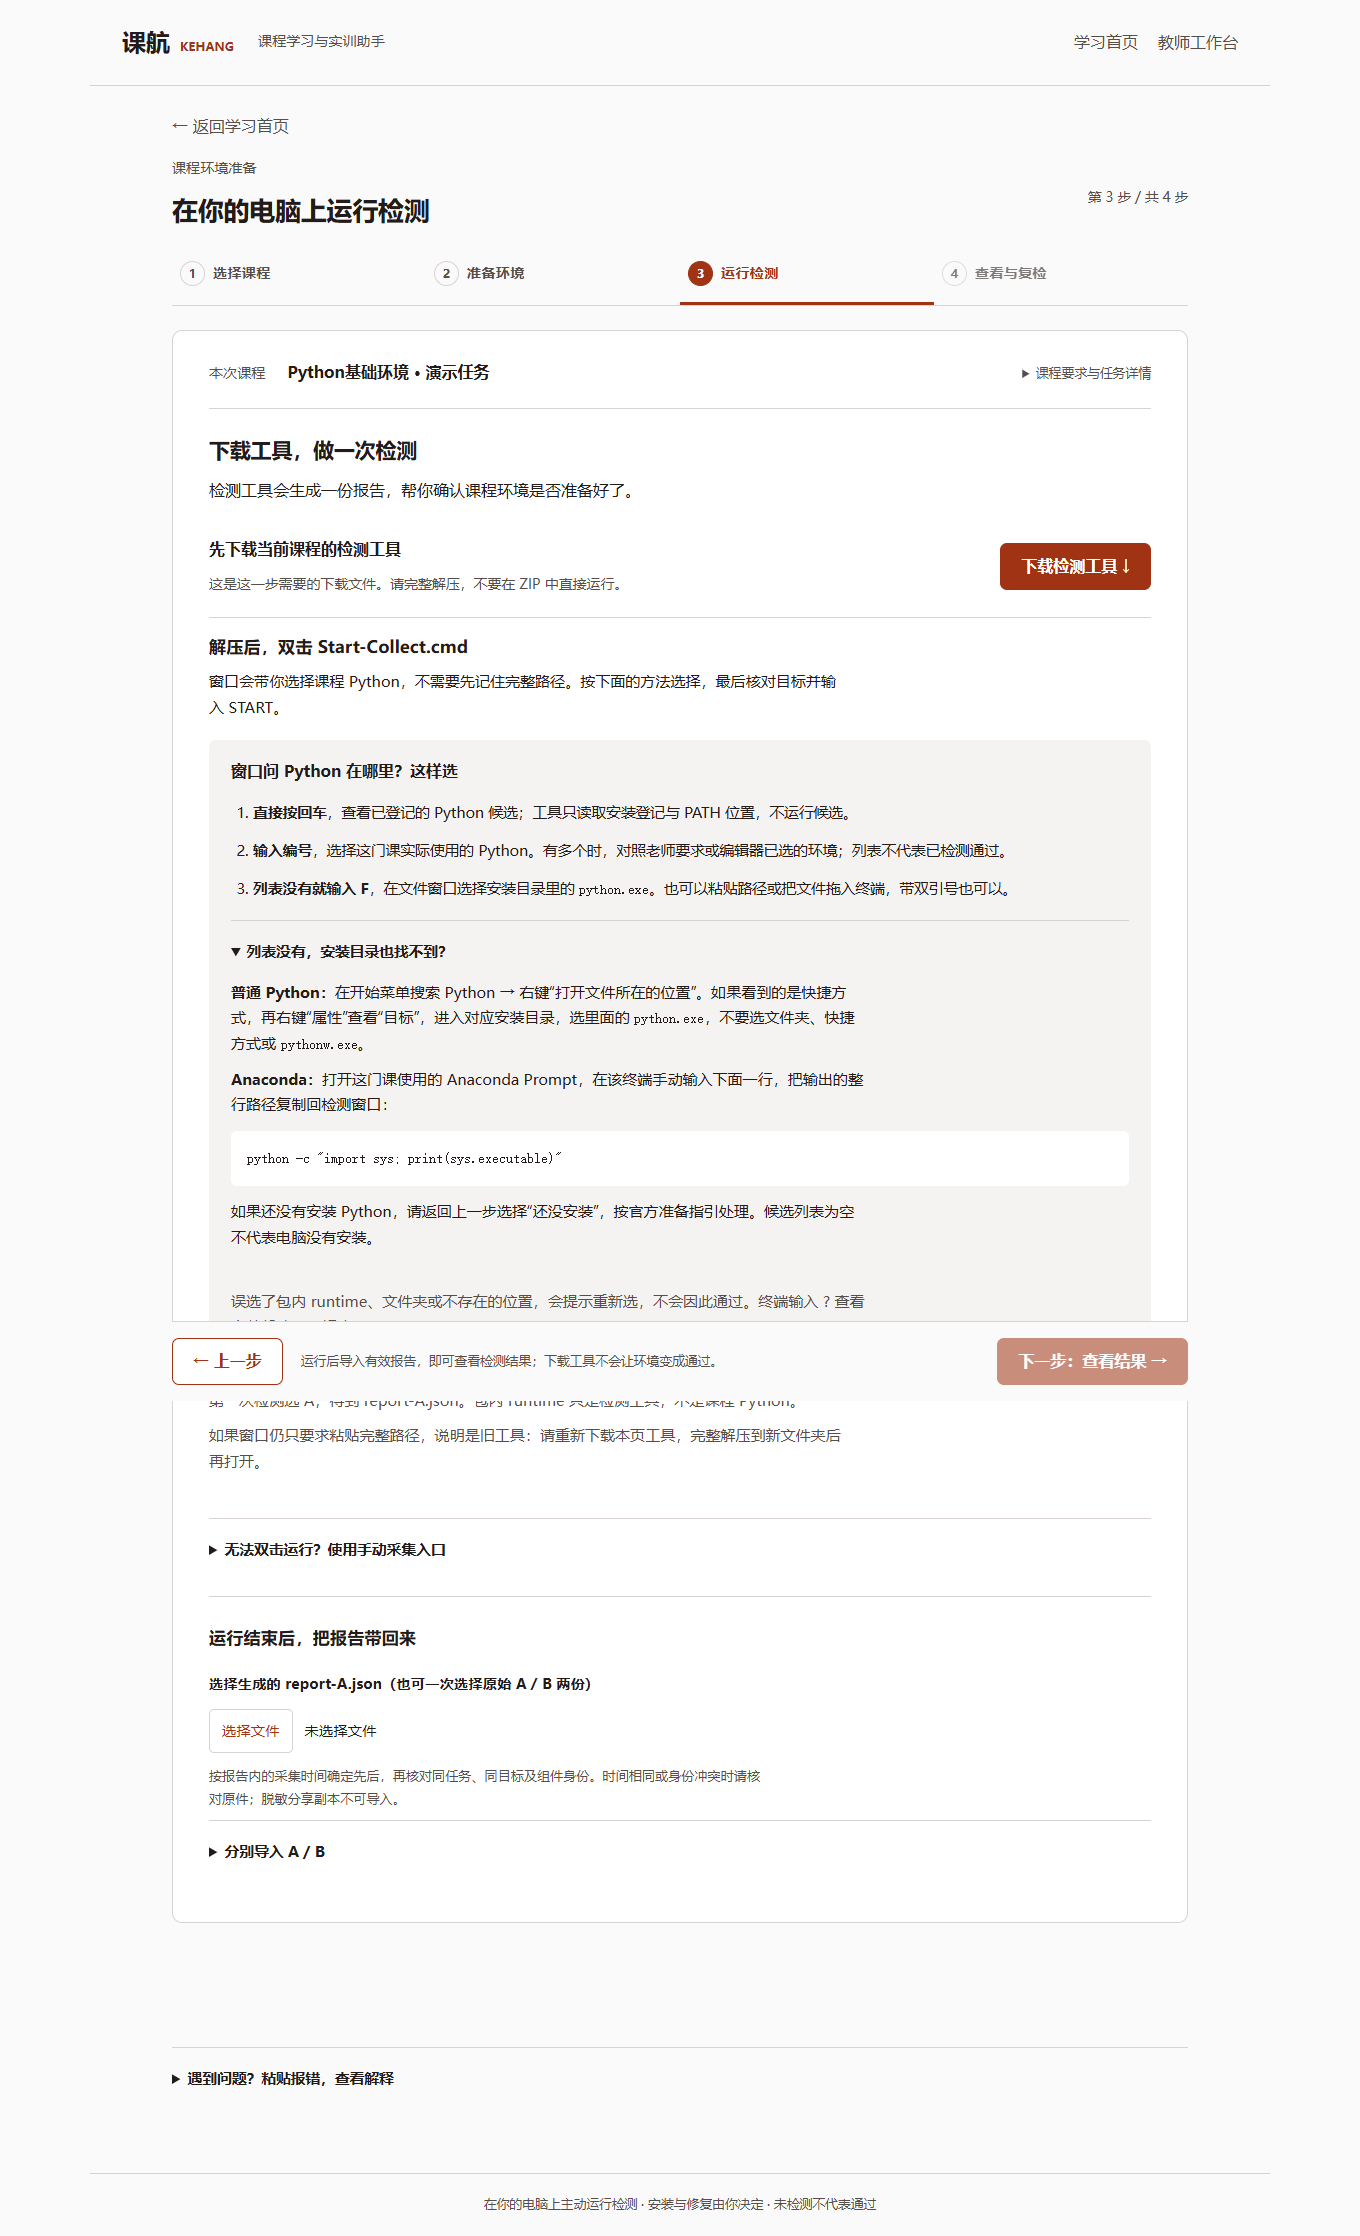 课航 KEHANG 课程学习与实训助手 学习首页 教师工作台
← 返回学习首页
课程环境准备
在你的电脑上运行检测
第 3 步 / 共 4 步
1 选择课程 2 准备环境 3 运行检测 4 查看与复检
本次课程 Python基础环境 • 演示任务 ▶ 课程要求与任务详情
下载工具，做一次检测
检测工具会生成一份报告，帮你确认课程环境是否准备好了。
先下载当前课程的检测工具
这是这一步需要的下载文件。请完整解压，不要在 ZIP 中直接运行。
下载检测工具 ↓
解压后，双击 Start-Collect.cmd
窗口会带你选择课程 Python，不需要先记住完整路径。按下面的方法选择，最后核对目标并输
入 START。
窗口问 Python 在哪里？这样选
1. 直接按回车，查看已登记的 Python 候选；工具只读取安装登记与 PATH 位置，不运行候选。
2. 输入编号，选择这门课实际使用的 Python。有多个时，对照老师要求或编辑器已选的环境；列表不代表已检测通过。
3. 列表没有就输入 F，在文件窗口选择安装目录里的 python.exe。也可以粘贴路径或把文件拖入终端，带双引号也可以。
▼ 列表没有，安装目录也找不到？
普通 Python：在开始菜单搜索 Python → 右键“打开文件所在的位置”。如果看到的是快捷方
式，再右键“属性”查看“目标”，进入对应安装目录，选里面的 python.exe，不要选文件夹、快捷
方式或 pythonw.exe。
Anaconda：打开这门课使用的 Anaconda Prompt，在该终端手动输入下面一行，把输出的整
行路径复制回检测窗口：
python -c "import sys; print(sys.executable)"
如果还没有安装 Python，请返回上一步选择“还没安装”，按官方准备指引处理。候选列表为空
不代表电脑没有安装。
误选了包内 runtime、文件夹或不存在的位置，会提示重新选，不会因此通过。终端输入 ? 查看
← 上一步 运行后导入有效报告，即可查看检测结果；下载工具不会让环境变成通过。 下一步：查看结果 →
第一次检测选 A，得到 report-A.json。包内 runtime 只是检测工具，不是课程 Python。
如果窗口仍只要求粘贴完整路径，说明是旧工具：请重新下载本页工具，完整解压到新文件夹后
再打开。
▶ 无法双击运行？使用手动采集入口
运行结束后，把报告带回来
选择生成的 report-A.json（也可一次选择原始 A / B 两份）
选择文件 未选择文件
按报告内的采集时间确定先后，再核对同任务、同目标及组件身份。时间相同或身份冲突时请核
对原件；脱敏分享副本不可导入。
▶ 分别导入 A / B
▶ 遇到问题？粘贴报错，查看解释
在你的电脑上主动运行检测 · 安装与修复由你决定 · 未检测不代表通过